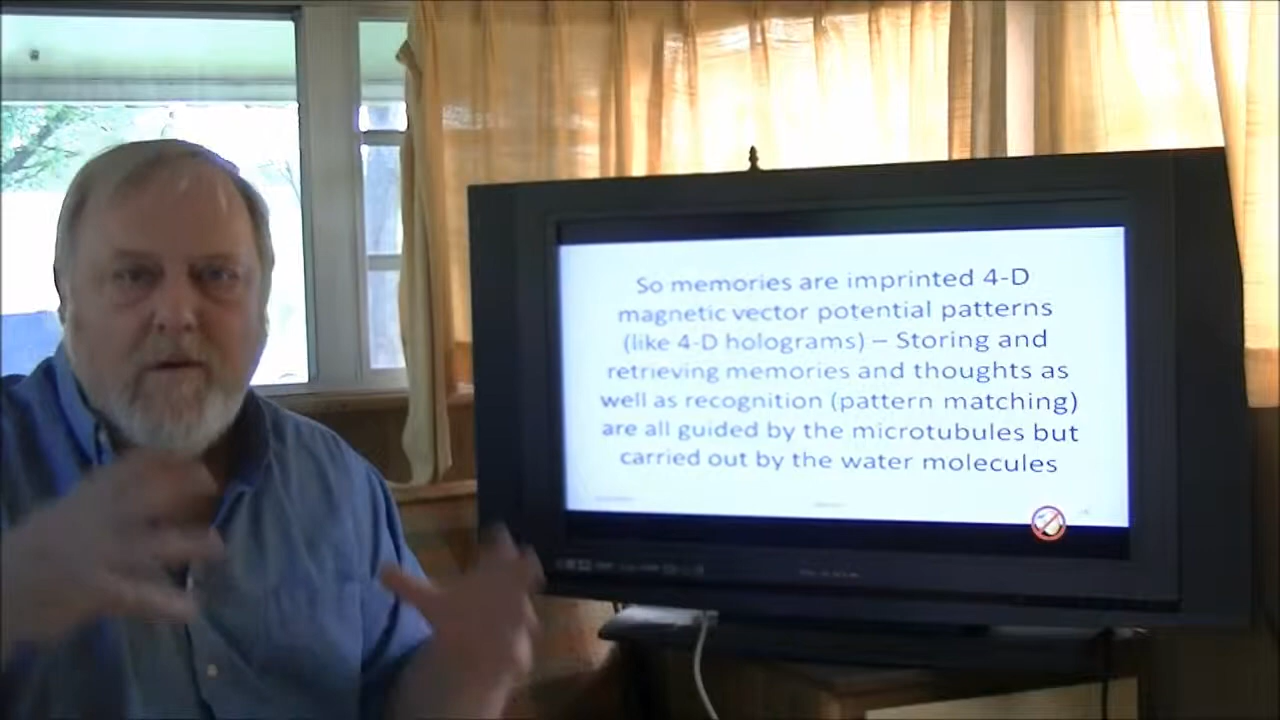 So memories are imprinted 4-D
magnetic vector potential patterns
(like 4-D holograms) – Storing and
retrieving memories and thoughts as
well as recognition (pattern matching)
are all guided by the microtubules but
carried out by the water molecules